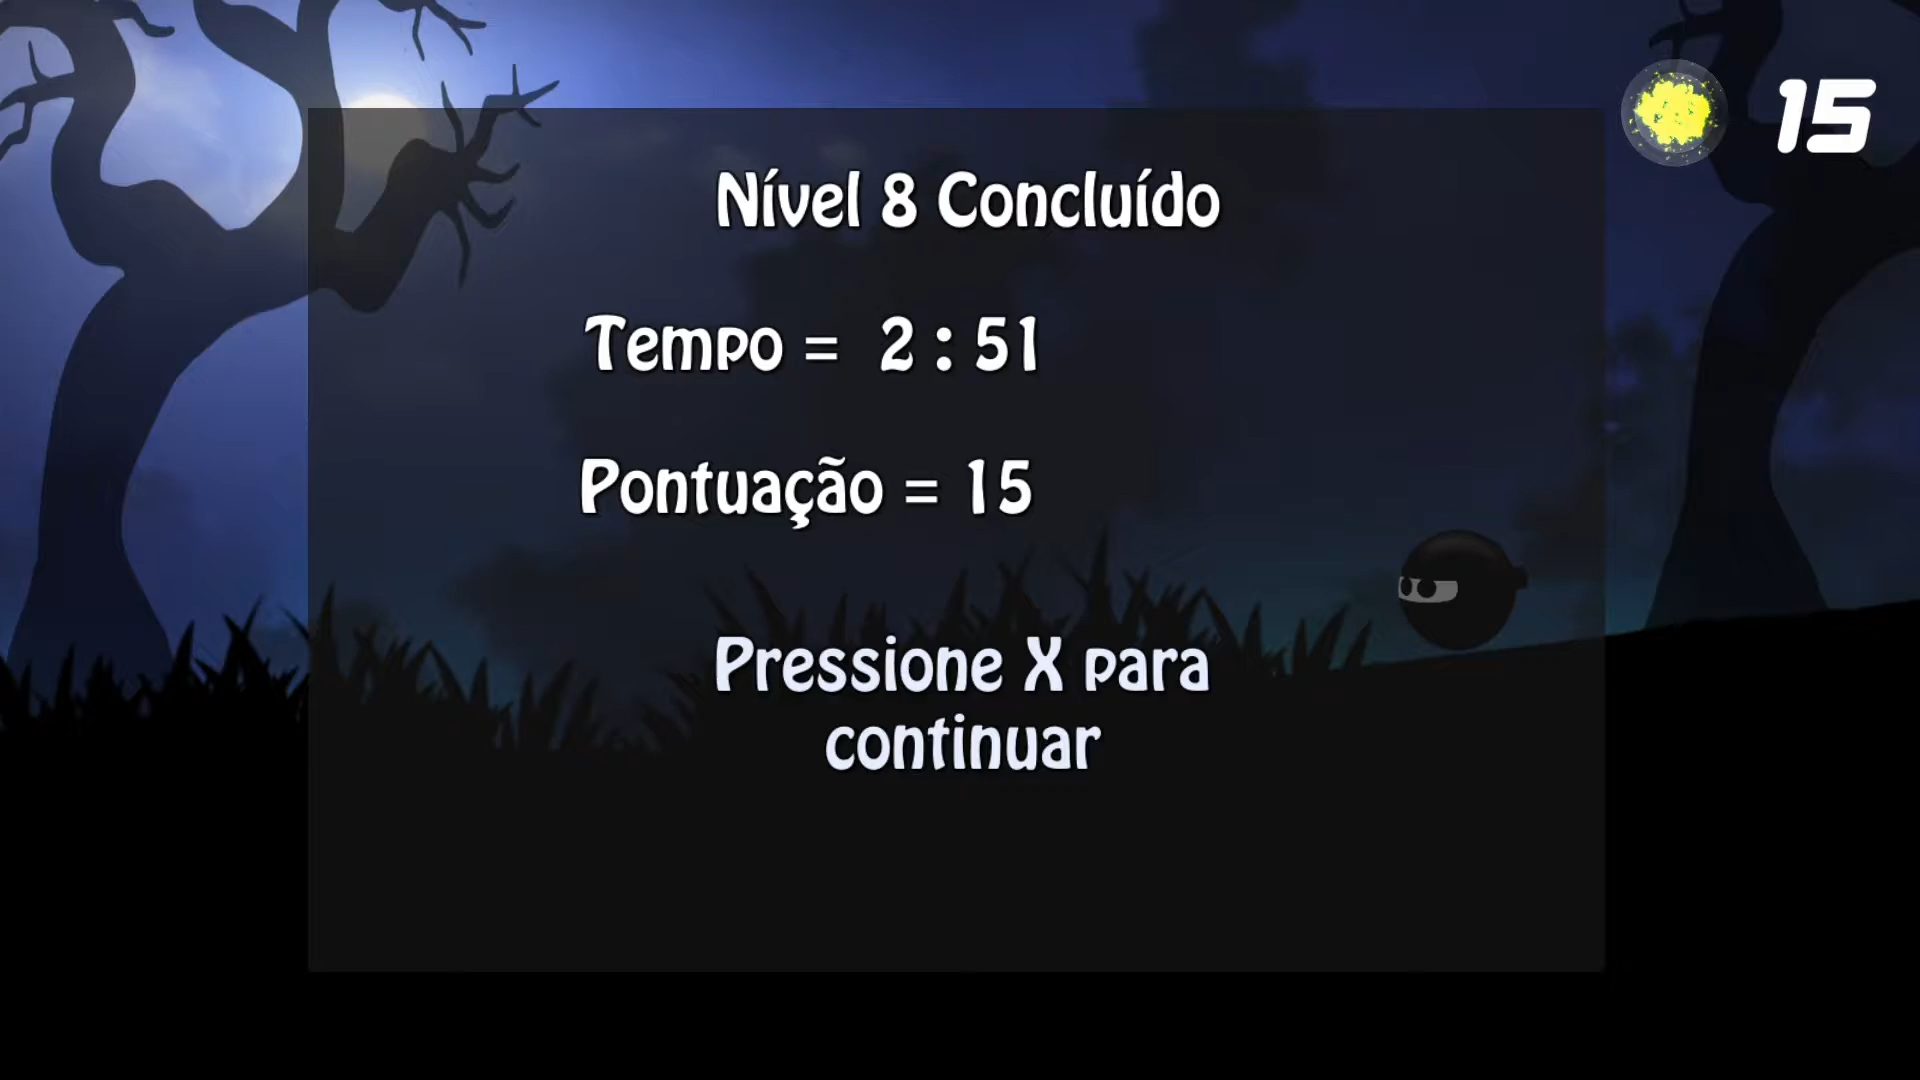 15
Nível 8 Concluído
Tempo = 2 : 51
Pontuação = 15
Pressione X para
continuar